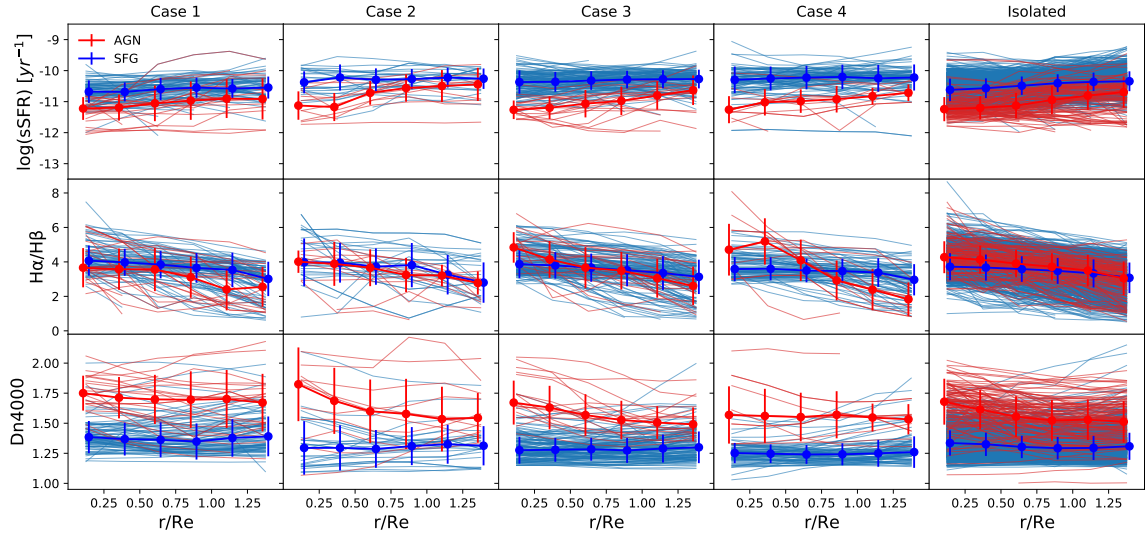 Case 1 Case 2 Case 3 Case 4 Isolated
log(sSFR) [yr⁻¹]
-9
-10
-11
-12
-13
AGN
SFG
Hα/Hβ
8
6
4
2
0
Dn4000
2.00
1.75
1.50
1.25
1.00
0.25 0.50 0.75 1.00 1.25 0.25 0.50 0.75 1.00 1.25 0.25 0.50 0.75 1.00 1.25 0.25 0.50 0.75 1.00 1.25 0.25 0.50 0.75 1.00 1.25
r/Re r/Re r/Re r/Re r/Re